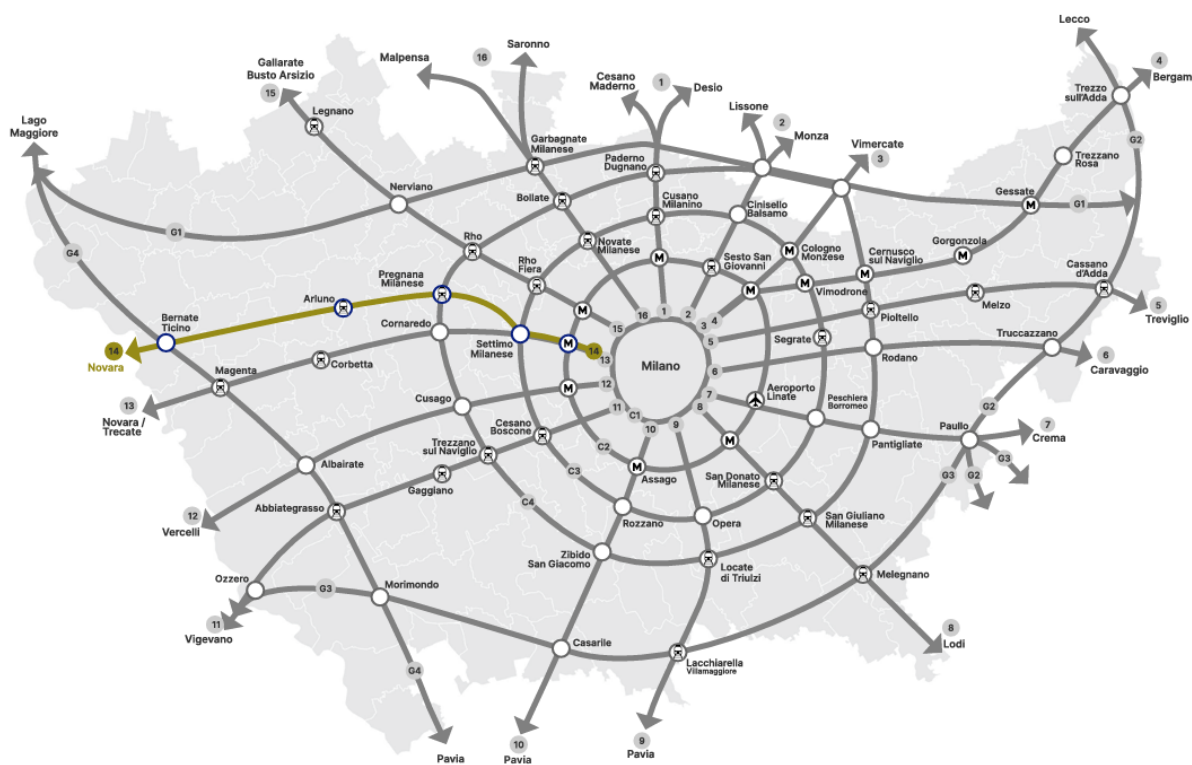 Lecco
4
Bergam
Trezzo
sull'Adda
16
Saronno
Malpensa
Gallarate
Busto Arsizio
15
Legnano
Cesano
Maderno
1
Desio
Lissone
2
Monza
Vimercate
3
G2
Trezzano
Rosa
Lago
Maggiore
Garbagnate
Milanese
Paderno
Dugnano
Nerviano
Bollate
Cusano
Milanino
Cinisello
Balsamo
Gessate
M
G1
G1
G4
Rho
Novate
Milanese
M
Sesto San
Giovanni
M
Cologno
Monzese
Cernusco
sul Naviglio
Gorgonzola
M
Pregnana
Milanese
Rho
Fiera
M
M
Vimodrone
M
Cassano
d'Adda
Arluno
Melzo
5
Treviglio
Bernate
Ticino
Cornaredo
M
15
16
1
2
3
4
5
Pioltello
14
Novara
Settimo
Milanese
M
14
13
Milano
Segrate
Rodano
Truccazzano
6
Caravaggio
Corbetta
Magenta
13
Novara /
Trecate
M
12
6
7
8
11
C1
10
9
Aeroporto
Linate
Peschiera
Borromeo
Cusago
Cesano
Boscone
G2
Paullo
7
Crema
Pantigliate
Trezzano
sul Naviglio
C2
M
Assago
M
G3
G3
G2
Albairate
Gaggiano
C3
San Donato
Milanese
C4
12
Vercelli
Abbiategrasso
Rozzano
Opera
San Giuliano
Milanese
Zibido
San Giacomo
Locate
di Triulzi
Melegnano
Ozzero
G3
Morimondo
11
Vigevano
8
Lodi
Casarile
Lacchiarella
Villamaggiore
G4
10
Pavia
9
Pavia
Pavia